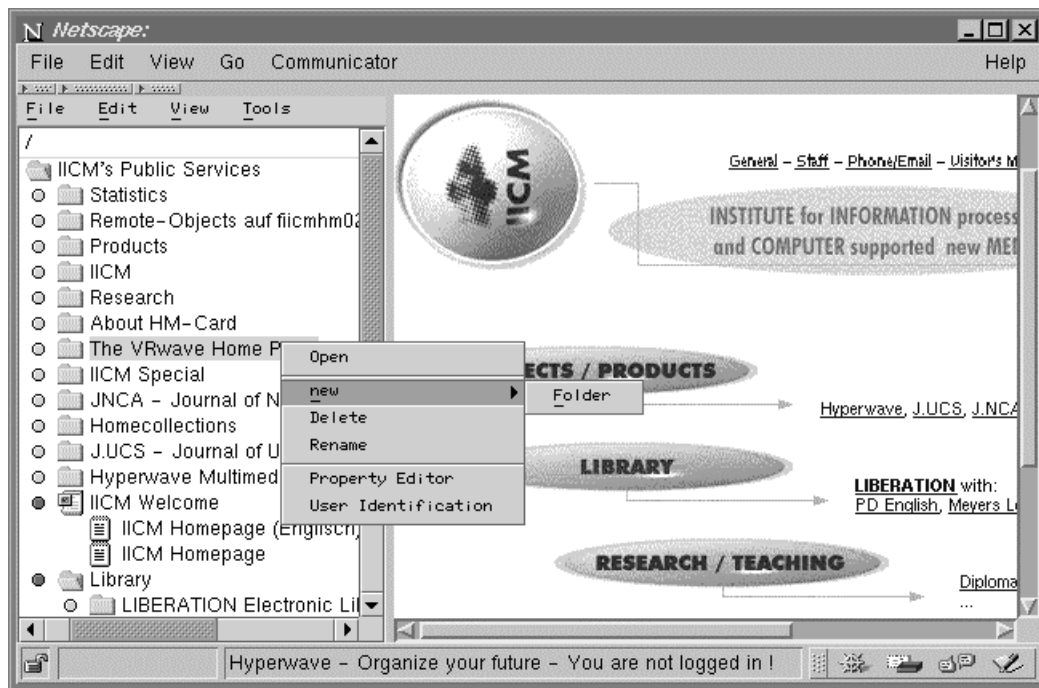 N Netscape:
File Edit View Go Communicator Help
File Edit View Tools
/
IICM's Public Services
Statistics
Remote-Objects auf fiicmhm02
Products
IICM
Research
About HM-Card
The VRwave Home P
IICM Special
JNCA - Journal of N
Homecollections
J.UCS - Journal of U
Hyperwave Multimed
IICM Welcome
IICM Homepage (Englisch)
IICM Homepage
Library
LIBERATION Electronic Li
Open
new
Folder
Delete
Rename
Property Editor
User Identification
IICM
General - Staff - Phone/Email - Visitor's M
INSTITUTE for INFORMATION process
and COMPUTER supported new MED
ECTS / PRODUCTS
Hyperwave, J.UCS, J.NCA
LIBRARY
LIBERATION with:
PD English, Meyers L
RESEARCH / TEACHING
Diploma
...
Hyperwave - Organize your future - You are not logged in !